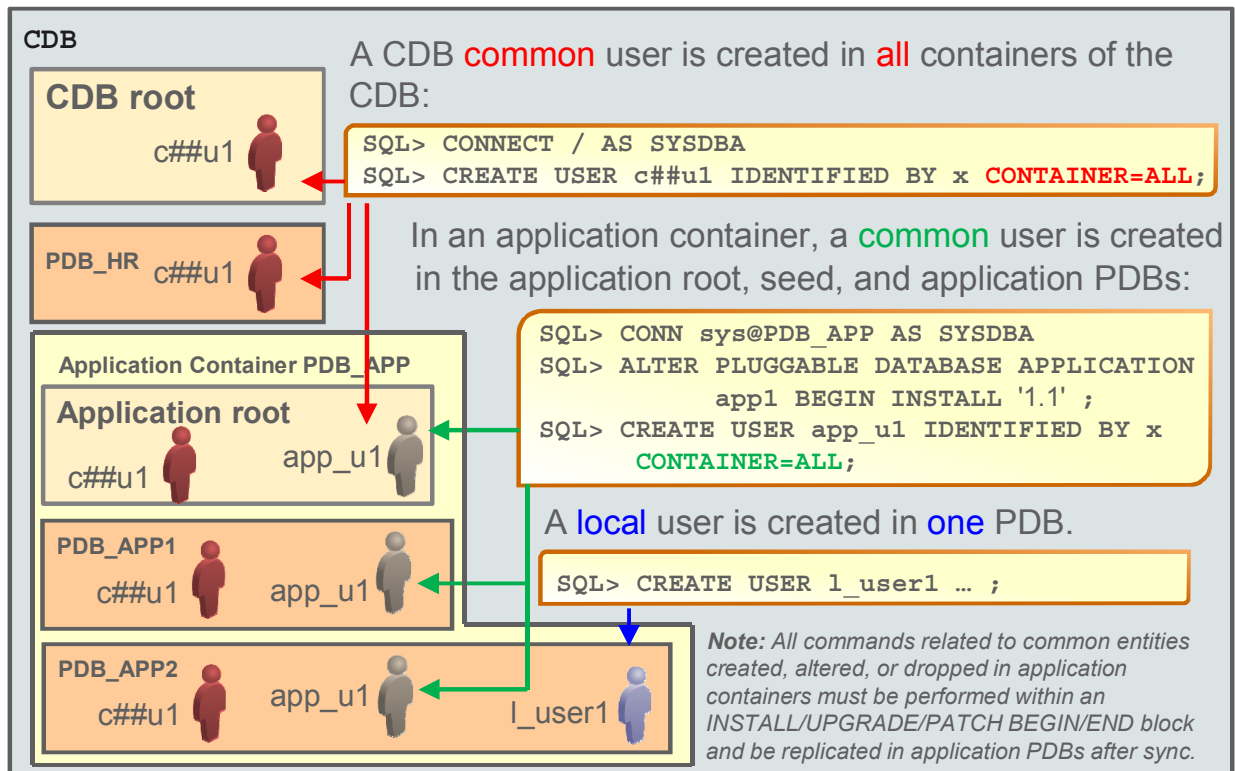 CDB
A CDB common user is created in all containers of the
CDB:
CDB root
c##u1
SQL> CONNECT / AS SYSDBA
SQL> CREATE USER c##u1 IDENTIFIED BY x CONTAINER=ALL;
PDB_HR
c##u1
In an application container, a common user is created
in the application root, seed, and application PDBs:
SQL> CONN sys@PDB_APP AS SYSDBA
SQL> ALTER PLUGGABLE DATABASE APPLICATION
app1 BEGIN INSTALL '1.1' ;
SQL> CREATE USER app_u1 IDENTIFIED BY x
CONTAINER=ALL;
Application Container PDB_APP
Application root
c##u1
app_u1
PDB_APP1
c##u1
app_u1
A local user is created in one PDB.
SQL> CREATE USER l_user1 … ;
PDB_APP2
c##u1
app_u1
l_user1
Note: All commands related to common entities
created, altered, or dropped in application
containers must be performed within an
INSTALL/UPGRADE/PATCH BEGIN/END block
and be replicated in application PDBs after sync.